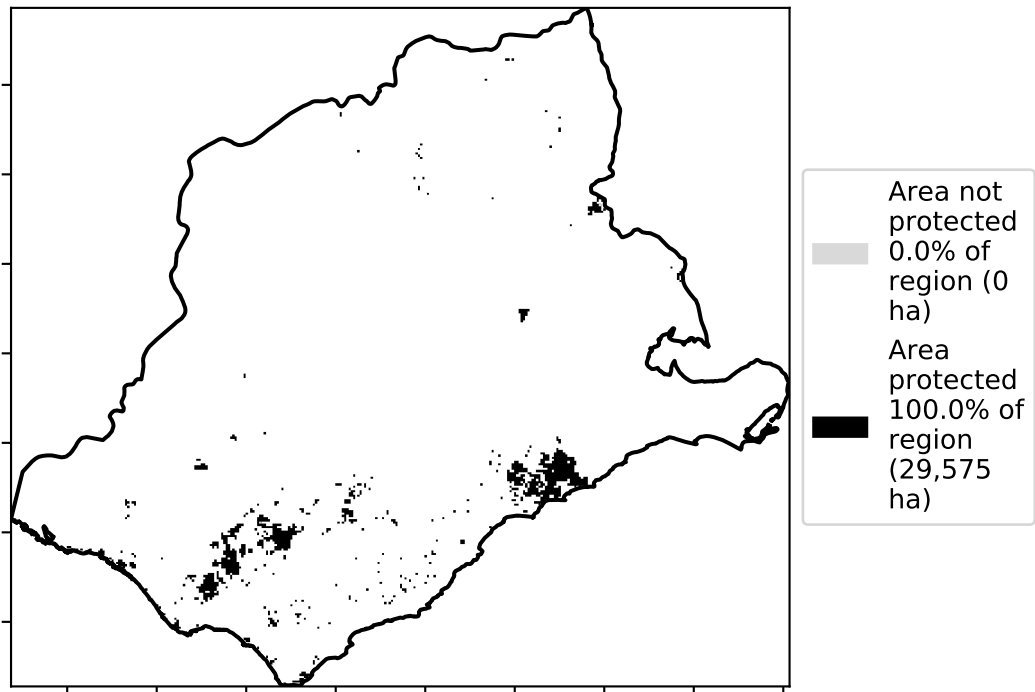 Area not
protected
0.0% of
region (0
ha)
Area
protected
100.0% of
region
(29,575
ha)